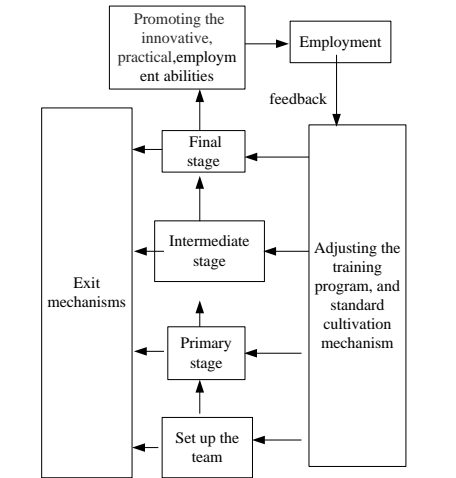 Promoting the
innovative,
practical,employm
ent abilities
Employment
feedback
Final
stage
Intermediate
stage
Adjusting the
training
program, and
standard
cultivation
mechanism
Exit
mechanisms
Primary
stage
Set up the
team